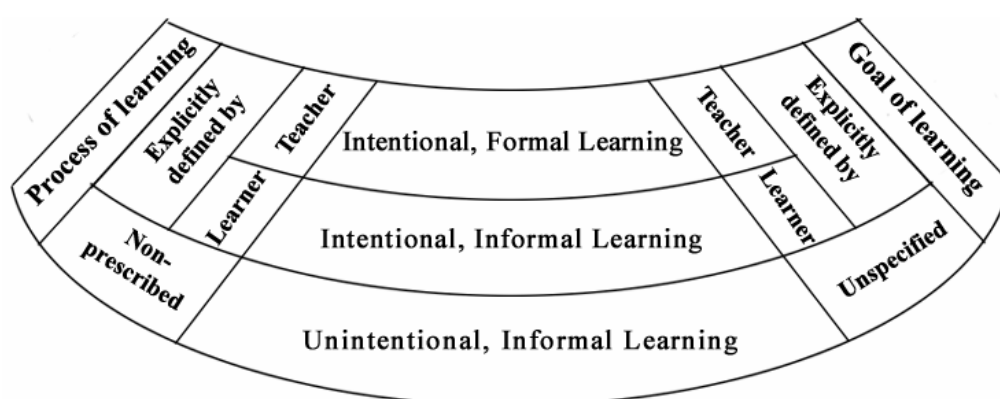 Process of learning
Explicitly
defined by
Teacher
Learner
Non-
prescribed
Intentional, Formal Learning
Intentional, Informal Learning
Unintentional, Informal Learning
Teacher
Learner
Explicitly
defined by
Unspecified
Goal of learning